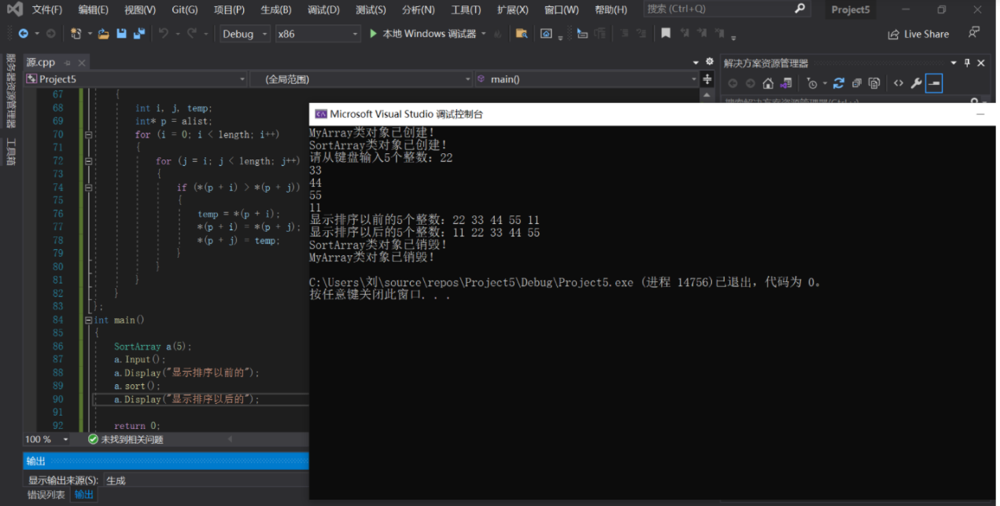 文件(F) 编辑(E) 视图(V) Git(G) 项目(P) 生成(B) 调试(D) 测试(S) 分析(N) 工具(T) 扩展(X) 窗口(W) 帮助(H) 搜索 (Ctrl+Q) Project5
Debug x86 本地 Windows 调试器 Live Share
服务器资源管理器
工具箱
源.cpp
Project5 (全局范围) main()
解决方案资源管理器
搜索解决方案资源管理器(Ctrl+;)
67 {
68 int i, j, temp;
69 int* p = alist;
70 for (i = 0; i < length; i++)
71 {
72 for (j = i; j < length; j++)
73 {
74 if (*(p + i) > *(p + j))
75 {
76 temp = *(p + i);
77 *(p + i) = *(p + j);
78 *(p + j) = temp;
79 }
80 }
81 }
82 }
83 };
84 int main()
85 {
86 SortArray a(5);
87 a.Input();
88 a.Display("显示排序以前的");
89 a.sort();
90 a.Display("显示排序以后的");
91
92 return 0;
100 % 未找到相关问题
输出
显示输出来源(S): 生成
错误列表 输出
Microsoft Visual Studio 调试控制台
MyArray类对象已创建!
SortArray类对象已创建!
请从键盘输入5个整数: 22
33
44
55
11
显示排序以前的5个整数: 22 33 44 55 11
显示排序以后的5个整数: 11 22 33 44 55
SortArray类对象已销毁!
MyArray类对象已销毁!
C:\Users\刘\source\repos\Project5\Debug\Project5.exe (进程 14756)已退出，代码为 0。
按任意键关闭此窗口. . .